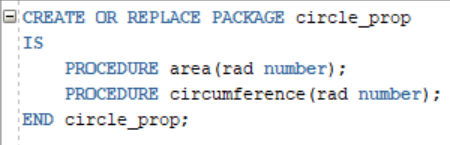 CREATE OR REPLACE PACKAGE circle_prop
IS
    PROCEDURE area(rad number);
    PROCEDURE circumference(rad number);
END circle_prop;